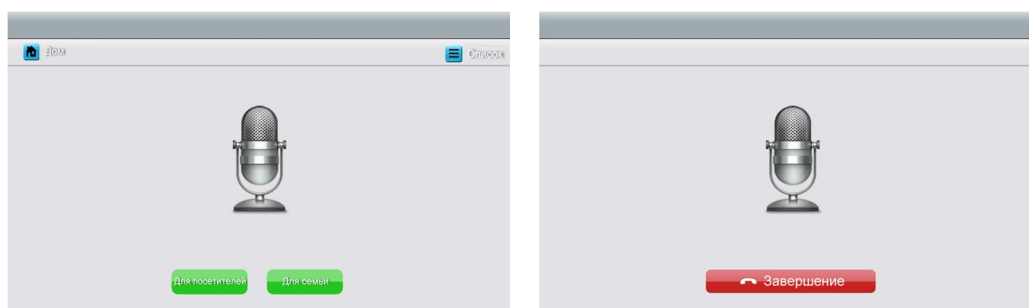 Дом
Список
Для посетителей
Для семьи
Завершение